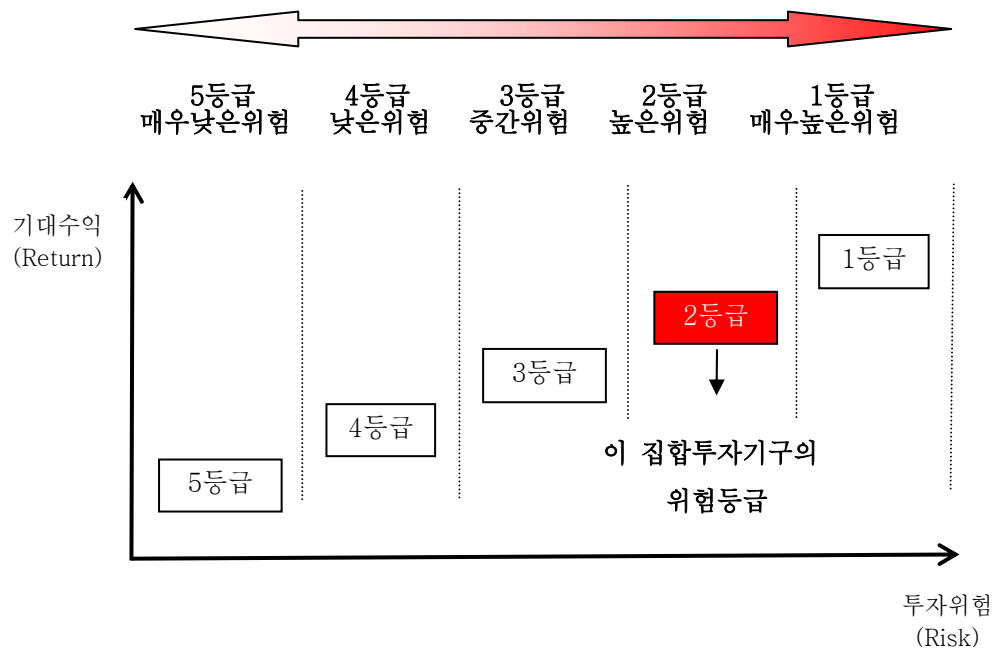 5등급 4등급 3등급 2등급 1등급
매우낮은위험 낮은위험 중간위험 높은위험 매우높은위험
기대수익
(Return)
1등급
2등급
3등급
4등급
이 집합투자기구의
5등급
위험등급
투자위험
(Risk)